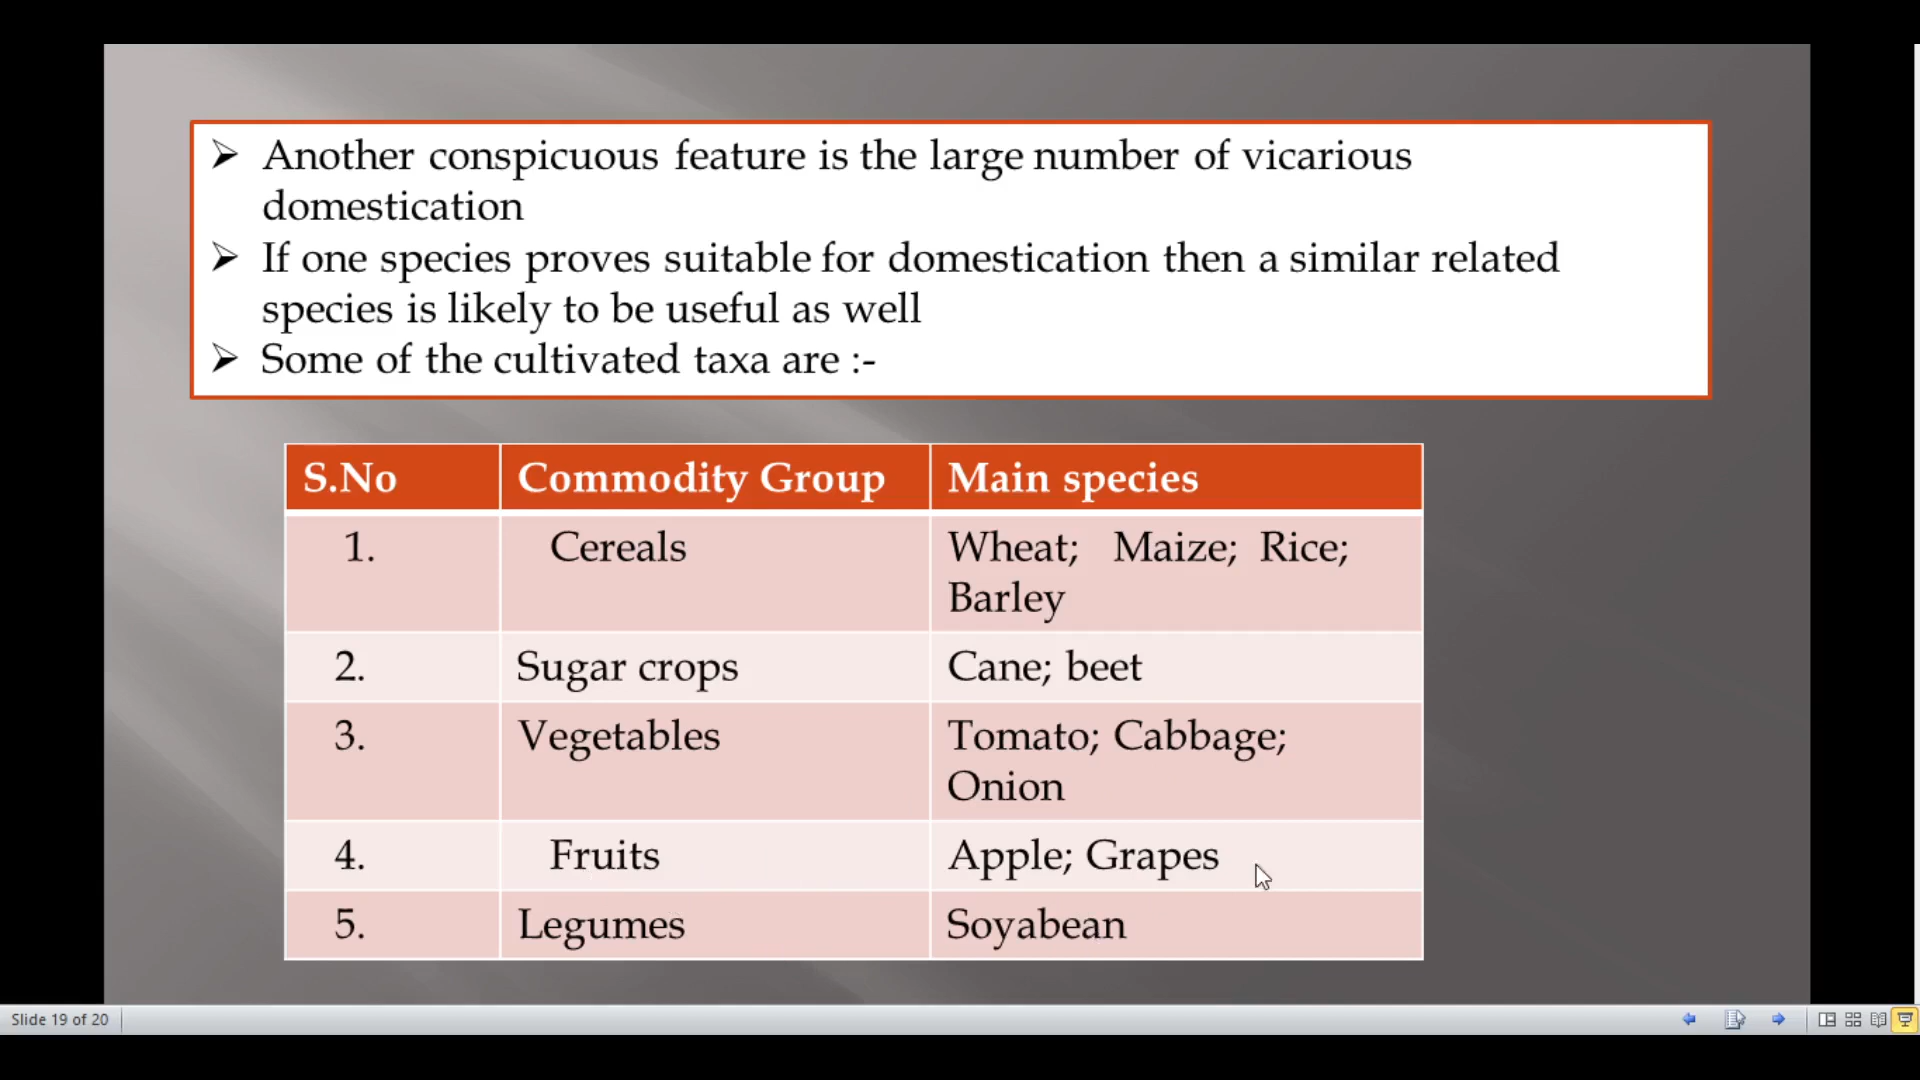 ➢ Another conspicuous feature is the large number of vicarious
domestication
➢ If one species proves suitable for domestication then a similar related
species is likely to be useful as well
➢ Some of the cultivated taxa are :-
S.No Commodity Group Main species
1. Cereals Wheat; Maize; Rice;
Barley
2. Sugar crops Cane; beet
3. Vegetables Tomato; Cabbage;
Onion
4. Fruits Apple; Grapes
5. Legumes Soyabean
Slide 19 of 20